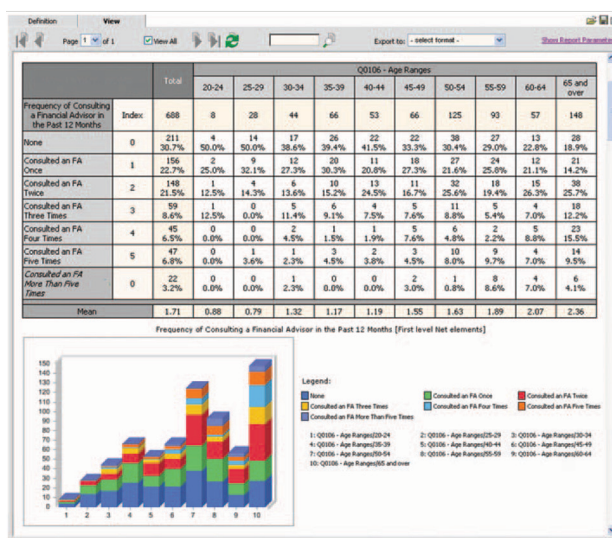 Definition View
Page 1 of 1 View All Export to: - select format - Show Report Parameter
Q0106 - Age Ranges
Total 20-24 25-29 30-34 35-39 40-44 45-49 50-54 55-59 60-64 65 and over
Frequency of Consulting a Financial Advisor in the Past 12 Months Index 688 8 28 44 66 53 66 125 93 57 148
None 0 211 4 14 17 26 22 22 38 27 13 28
30.7% 50.0% 50.0% 38.6% 39.4% 41.5% 33.3% 30.4% 29.0% 22.8% 18.9%
Consulted an FA Once 1 156 2 9 12 20 11 18 27 24 12 21
22.7% 25.0% 32.1% 27.3% 30.3% 20.8% 27.3% 21.6% 25.8% 21.1% 14.2%
Consulted an FA Twice 2 148 1 4 6 10 13 11 32 18 15 38
21.5% 12.5% 14.3% 13.6% 15.2% 24.5% 16.7% 25.6% 19.4% 26.3% 25.7%
Consulted an FA Three Times 3 59 1 0 5 6 4 5 11 5 4 18
8.6% 12.5% 0.0% 11.4% 9.1% 7.5% 7.6% 8.8% 5.4% 7.0% 12.2%
Consulted an FA Four Times 4 45 0 0 2 1 1 5 6 2 5 23
6.5% 0.0% 0.0% 4.5% 1.5% 1.9% 7.6% 4.8% 2.2% 8.8% 15.5%
Consulted an FA Five Times 5 47 0 1 1 3 2 3 10 9 4 14
6.8% 0.0% 3.6% 2.3% 4.5% 3.8% 4.5% 8.0% 9.7% 7.0% 9.5%
Consulted an FA More Than Five Times 0 22 0 0 1 0 0 2 1 8 4 6
3.2% 0.0% 0.0% 2.3% 0.0% 0.0% 3.0% 0.8% 8.6% 7.0% 4.1%
Mean 1.71 0.88 0.79 1.32 1.17 1.19 1.55 1.63 1.89 2.07 2.36
Frequency of Consulting a Financial Advisor in the Past 12 Months [First level Net elements]
150
140
130
120
110
100
90
80
70
60
50
40
30
20
10
0
1 2 3 4 5 6 7 8 9 10
Legend:
None Consulted an FA Once Consulted an FA Twice
Consulted an FA Three Times Consulted an FA Four Times Consulted an FA Five Times
Consulted an FA More Than Five Times
1: Q0106 - Age Ranges/20-24 2: Q0106 - Age Ranges/25-29 3: Q0106 - Age Ranges/30-34
4: Q0106 - Age Ranges/35-39 5: Q0106 - Age Ranges/40-44 6: Q0106 - Age Ranges/45-49
7: Q0106 - Age Ranges/50-54 8: Q0106 - Age Ranges/55-59 9: Q0106 - Age Ranges/60-64
10: Q0106 - Age Ranges/65 and over